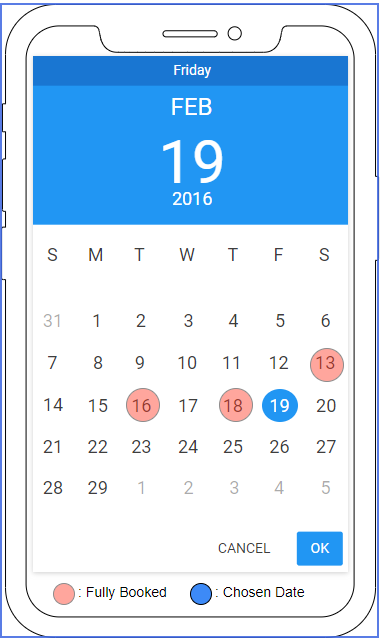 Friday
FEB
19
2016
S M T W T F S
31 1 2 3 4 5 6
7 8 9 10 11 12 13
14 15 16 17 18 19 20
21 22 23 24 25 26 27
28 29 1 2 3 4 5
CANCEL OK
: Fully Booked : Chosen Date